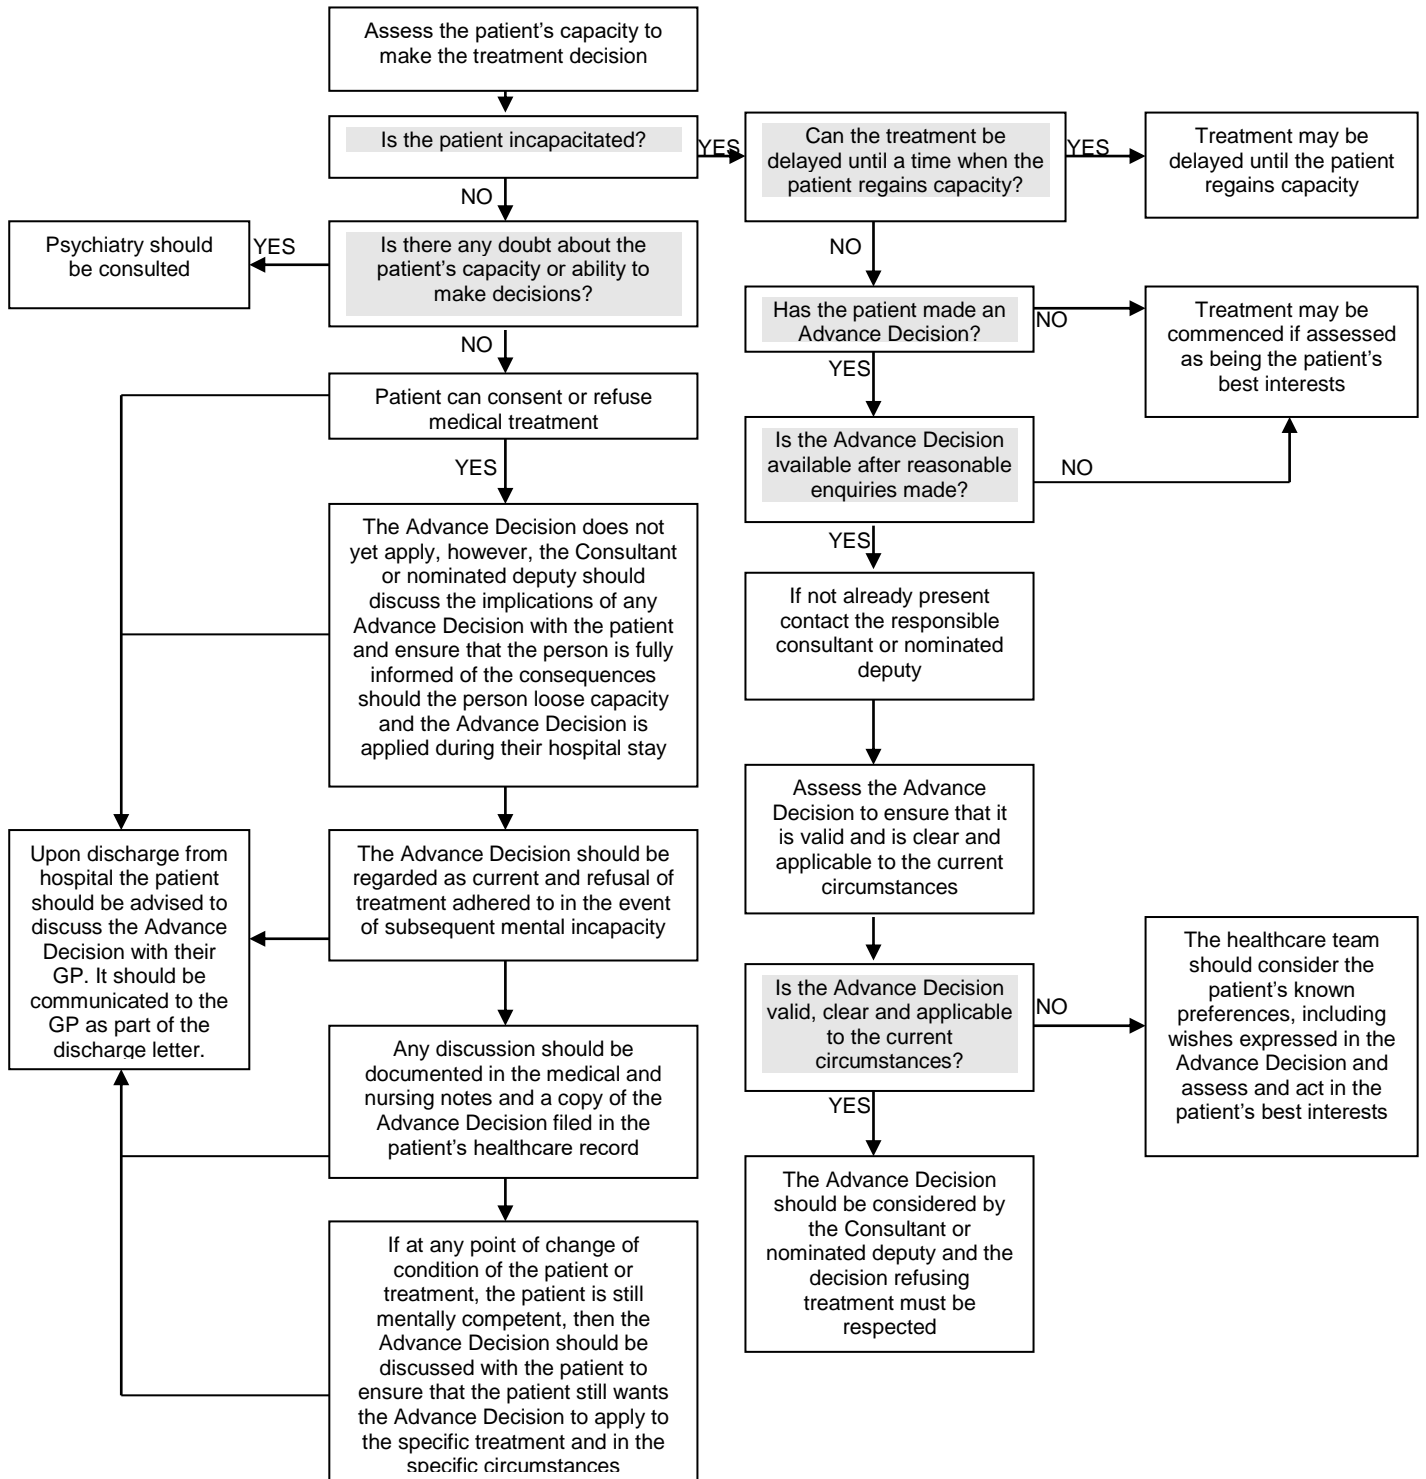 Assess the patient’s capacity to
make the treatment decision
Is the patient incapacitated?
YES
Can the treatment be
delayed until a time when the
patient regains capacity?
YES
Treatment may be
delayed until the patient
regains capacity
NO
NO
Psychiatry should
be consulted
YES
Is there any doubt about the
patient’s capacity or ability to
make decisions?
Has the patient made an
Advance Decision?
NO
Treatment may be
commenced if assessed
as being the patient’s
best interests
NO
YES
Patient can consent or refuse
medical treatment
Is the Advance Decision
available after reasonable
enquiries made?
NO
YES
YES
The Advance Decision does not
yet apply, however, the Consultant
or nominated deputy should
discuss the implications of any
Advance Decision with the patient
and ensure that the person is fully
informed of the consequences
should the person loose capacity
and the Advance Decision is
applied during their hospital stay
If not already present
contact the responsible
consultant or nominated
deputy
Assess the Advance
Decision to ensure that it
is valid and is clear and
applicable to the current
circumstances
Upon discharge from
hospital the patient
should be advised to
discuss the Advance
Decision with their
GP. It should be
communicated to the
GP as part of the
discharge letter.
The Advance Decision should be
regarded as current and refusal of
treatment adhered to in the event
of subsequent mental incapacity
Is the Advance Decision
valid, clear and applicable
to the current
circumstances?
NO
The healthcare team
should consider the
patient’s known
preferences, including
wishes expressed in the
Advance Decision and
assess and act in the
patient’s best interests
YES
Any discussion should be
documented in the medical and
nursing notes and a copy of the
Advance Decision filed in the
patient’s healthcare record
The Advance Decision
should be considered by
the Consultant or
nominated deputy and the
decision refusing
treatment must be
respected
If at any point of change of
condition of the patient or
treatment, the patient is still
mentally competent, then the
Advance Decision should be
discussed with the patient to
ensure that the patient still wants
the Advance Decision to apply to
the specific treatment and in the
specific circumstances